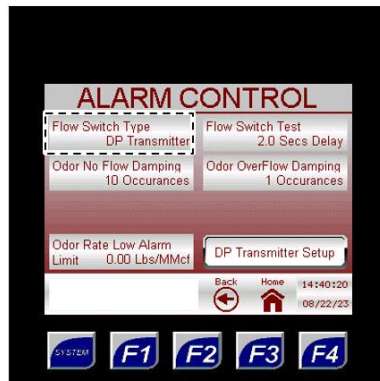 ALARM CONTROL
Flow Switch Type
DP Transmitter
Flow Switch Test
2.0 Secs Delay
Odor No Flow Damping
10 Occurances
Odor OverFlow Damping
1 Occurances
Odor Rate Low Alarm
Limit 0.00 Lbs/MMcf
DP Transmitter Setup
Back
Home
14:40:20
08/22/23
SYSTEM
F1
F2
F3
F4